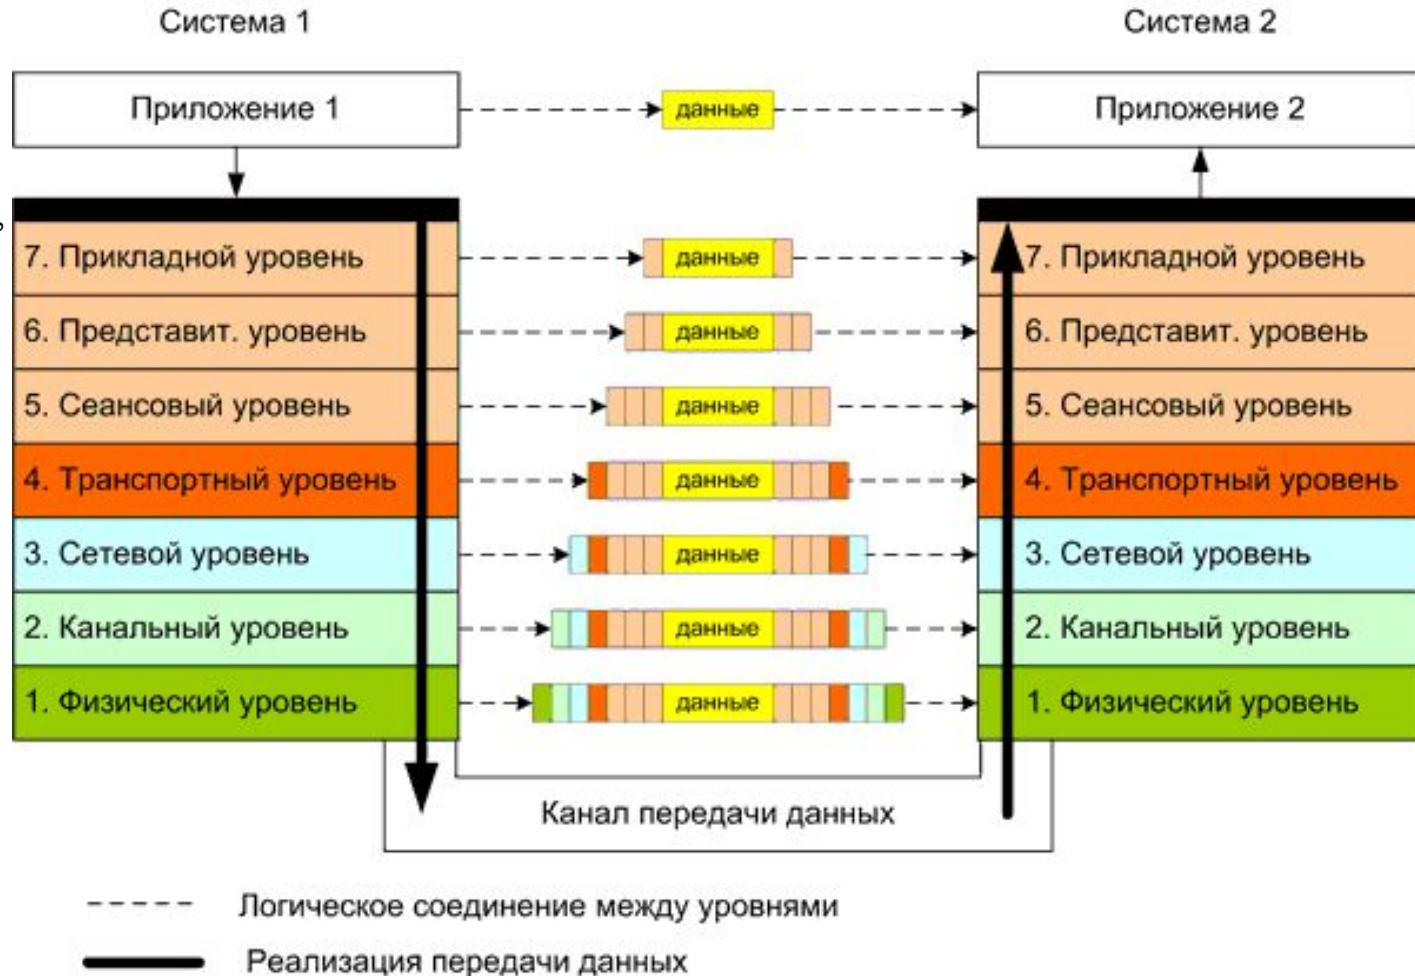 Система 1
Система 2
Приложение 1
данные
Приложение 2
7. Прикладной уровень
данные
7. Прикладной уровень
6. Представит. уровень
данные
6. Представит. уровень
5. Сеансовый уровень
данные
5. Сеансовый уровень
4. Транспортный уровень
данные
4. Транспортный уровень
3. Сетевой уровень
данные
3. Сетевой уровень
2. Канальный уровень
данные
2. Канальный уровень
1. Физический уровень
данные
1. Физический уровень
Канал передачи данных
Логическое соединение между уровнями
Реализация передачи данных